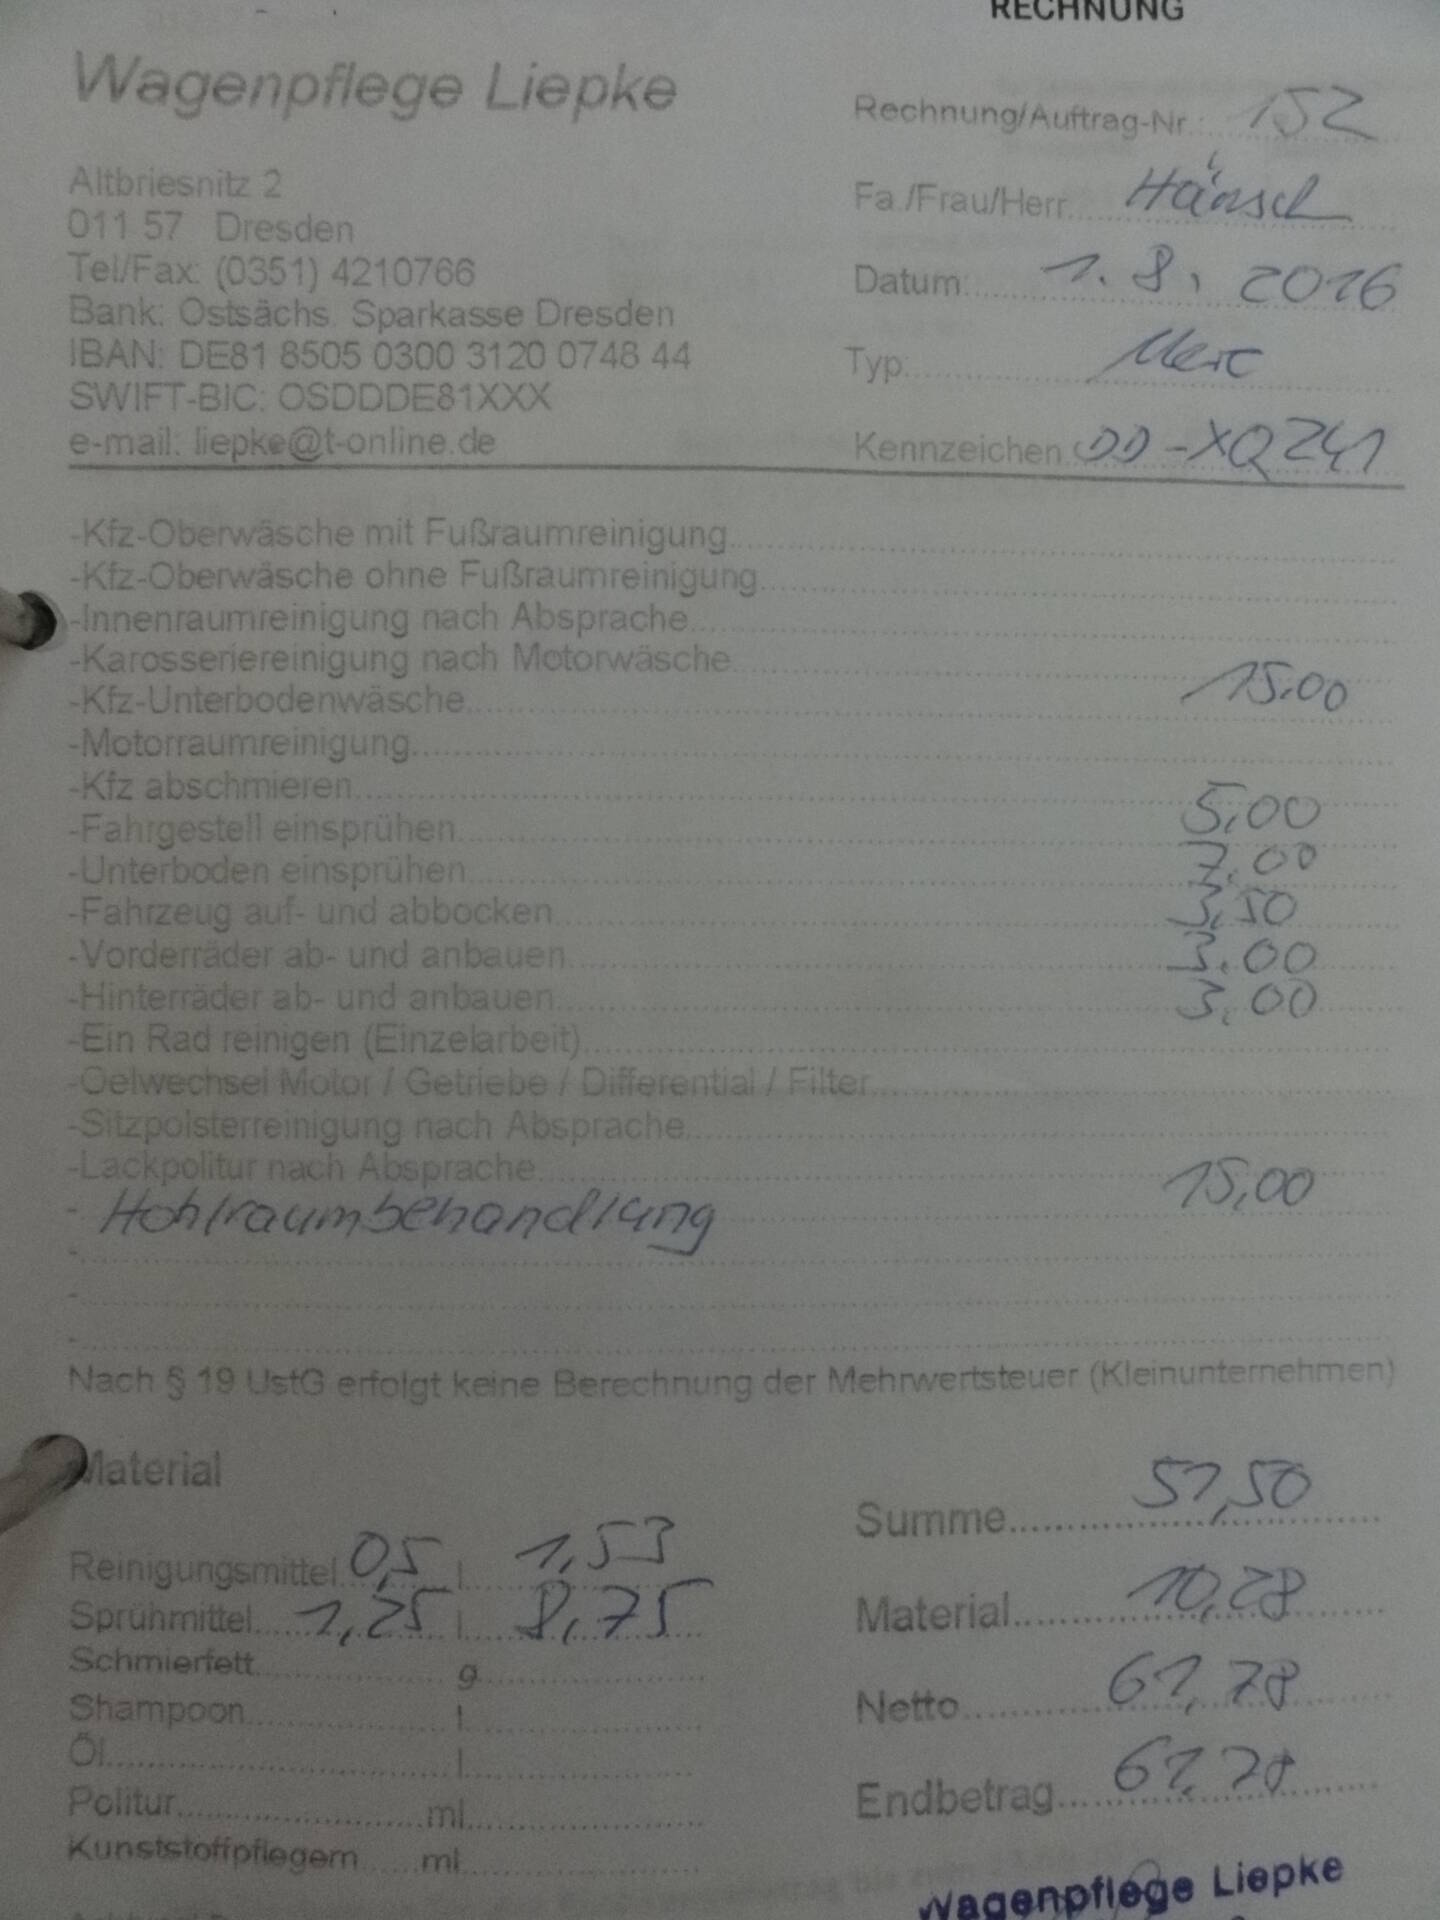 RECHNUNG
Wagenpflege Liepke
Rechnung/Auftrag-Nr.: 152
Altbriesnitz 2
011 57 Dresden
Fa./Frau/Herr Hänsch
Tel/Fax: (0351) 4210766
Datum: 1.8.2016
Bank: Ostsächs. Sparkasse Dresden
IBAN: DE81 8505 0300 3120 0748 44
Typ: Merc
SWIFT-BIC: OSDDDE81XXX
e-mail: liepke@t-online.de
Kennzeichen: DD-XQ241
-Kfz-Oberwäsche mit Fußraumreinigung
-Kfz-Oberwäsche ohne Fußraumreinigung
-Innenraumreinigung nach Absprache
-Karosseriereinigung nach Motorwäsche
-Kfz-Unterbodenwäsche 15.00
-Motorraumreinigung
-Kfz abschmieren
-Fahrgestell einsprühen 5,00
-Unterboden einsprühen 7.00
-Fahrzeug auf- und abbocken 3,50
-Vorderräder ab- und anbauen 3.00
-Hinterräder ab- und anbauen 3,00
-Ein Rad reinigen (Einzelarbeit)
-Oelwechsel Motor / Getriebe / Differential / Filter
-Sitzpolsterreinigung nach Absprache
-Lackpolitur nach Absprache
- Hohlraumbehandlung 15,00
-
-
-
Nach § 19 UstG erfolgt keine Berechnung der Mehrwertsteuer (Kleinunternehmen)
Material
Summe 51,50
Reinigungsmittel 0,5 l 1,53
Sprühmittel 1,25 l 8,75
Material 10,28
Schmierfett g
Shampoon l
Netto 61,78
Öl l
Politur ml
Endbetrag 61,78
Kunststoffpflegem ml
Wagenpflege Liepke